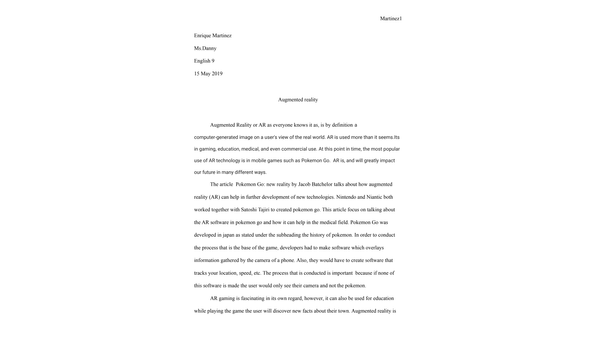 Martinez1
Enrique Martinez
Ms Danny
English 9
15 May 2019
Augmented reality
Augmented Reality or AR as everyone knows it as, is by definition a
computer-generated image on a user's view of the real world. AR is used more than it seems.Its
in gaming, education, medical, and even commercial use. At this point in time, the most popular
use of AR technology is in mobile games such as Pokemon Go. AR is, and will greatly impact
our future in many different ways.
The article Pokemon Go: new reality by Jacob Batchelor talks about how augmented
reality (AR) can help in further development of new technologies. Nintendo and Niantic both
worked together with Satoshi Tajiri to created pokemon go. This article focus on talking about
the AR software in pokemon go and how it can help in the medical field. Pokemon Go was
developed in japan as stated under the subheading the history of pokemon. In order to conduct
the process that is the base of the game, developers had to make software which overlays
information gathered by the camera of a phone. Also, they would have to create software that
tracks your location, speed, etc. The process that is conducted is important because if none of
this software is made the user would only see their camera and not the pokemon.
AR gaming is fascinating in its own regard, however, it can also be used for education
while playing the game the user will discover new facts about their town. Augmented reality is